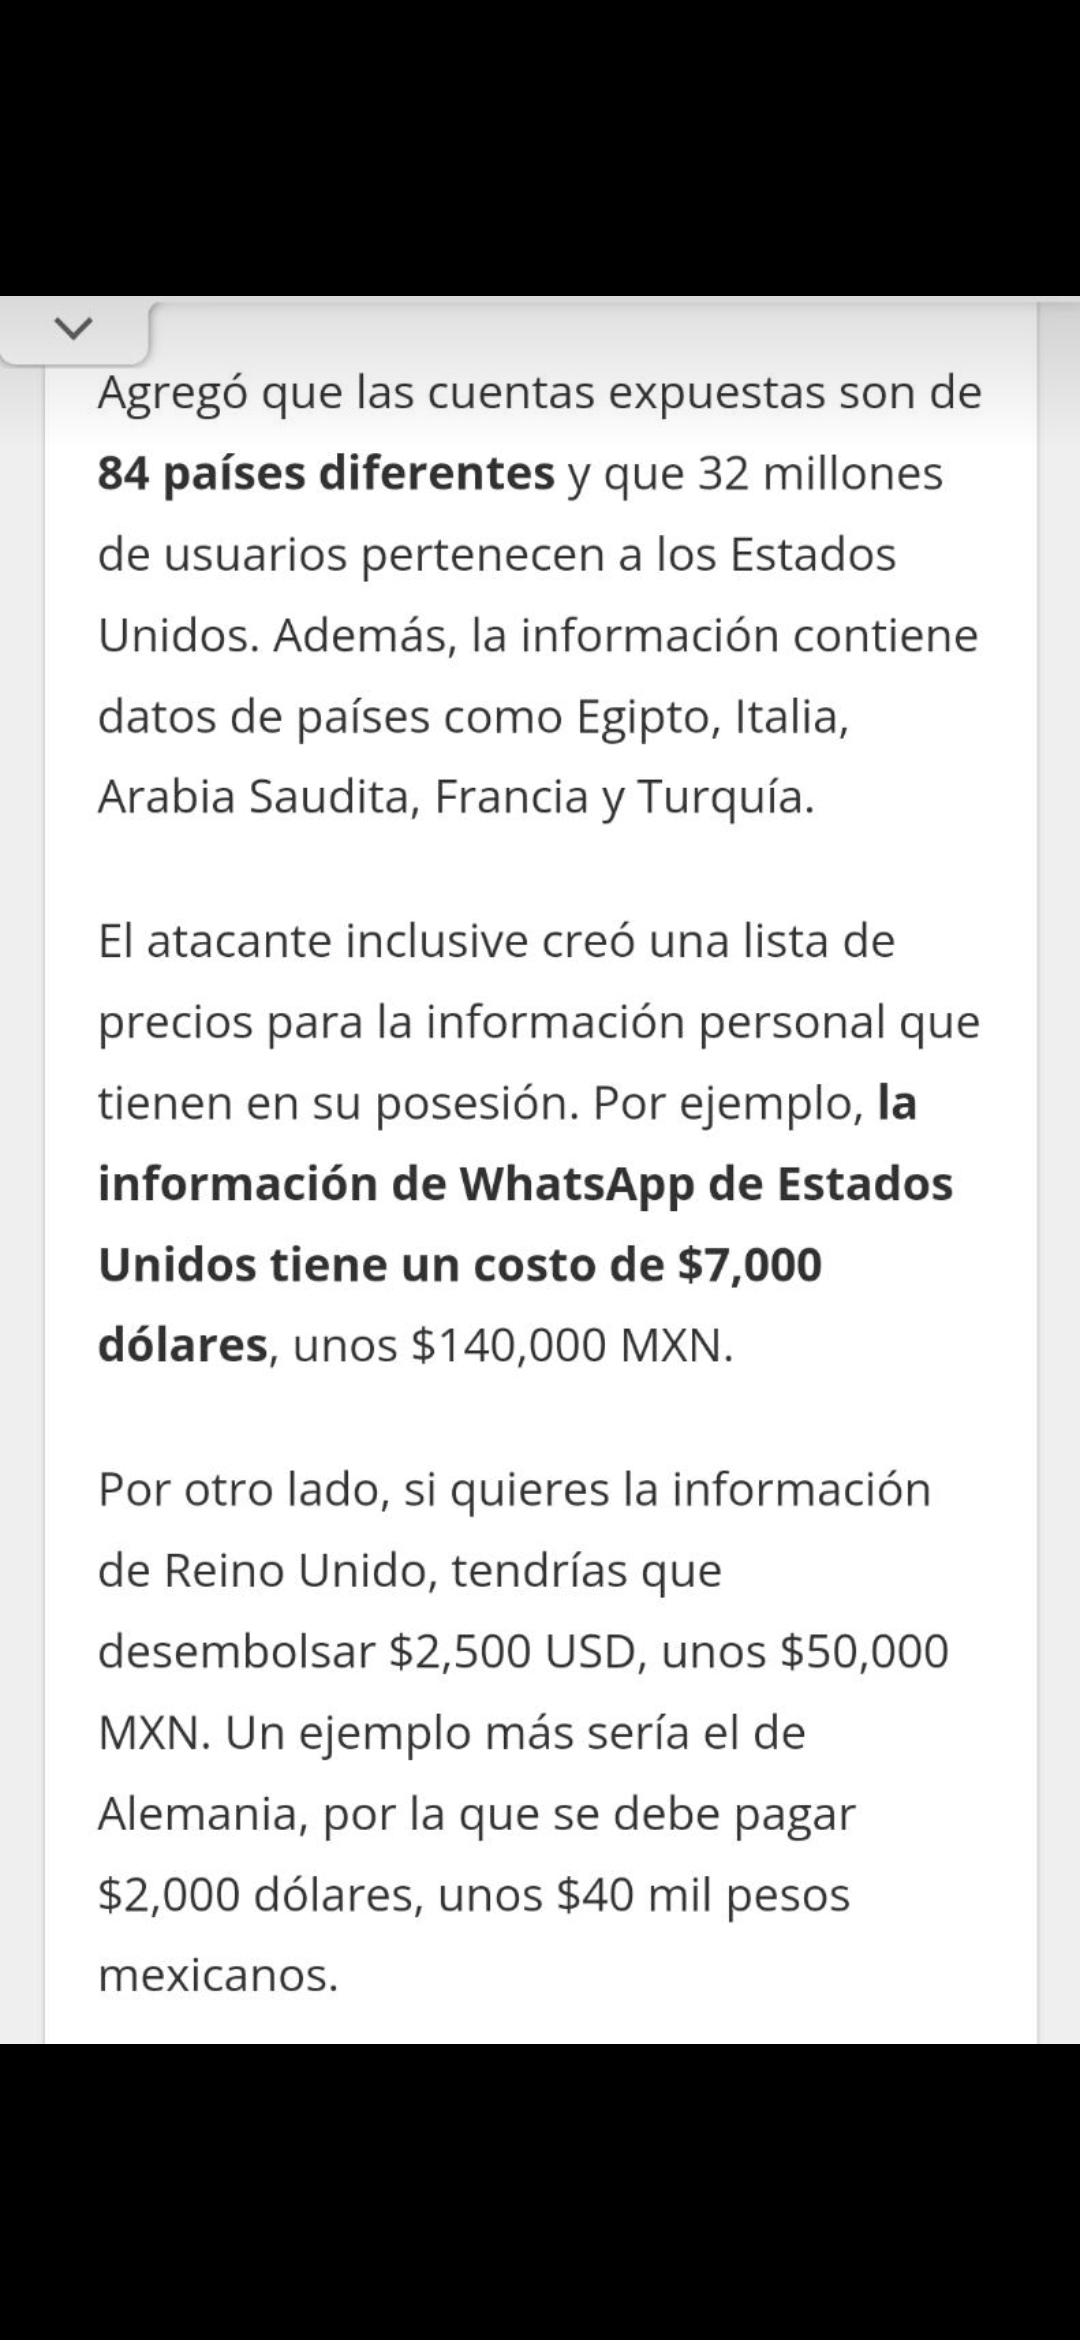 Agregó que las cuentas expuestas son de
84 países diferentes y que 32 millones
de usuarios pertenecen a los Estados
Unidos. Además, la información contiene
datos de países como Egipto, Italia,
Arabia Saudita, Francia y Turquía.
El atacante inclusive creó una lista de
precios para la información personal que
tienen en su posesión. Por ejemplo, la
información de WhatsApp de Estados
Unidos tiene un costo de $7,000
dólares, unos $140,000 MXN.
Por otro lado, si quieres la información
de Reino Unido, tendrías que
desembolsar $2,500 USD, unos $50,000
MXN. Un ejemplo más sería el de
Alemania, por la que se debe pagar
$2,000 dólares, unos $40 mil pesos
mexicanos.